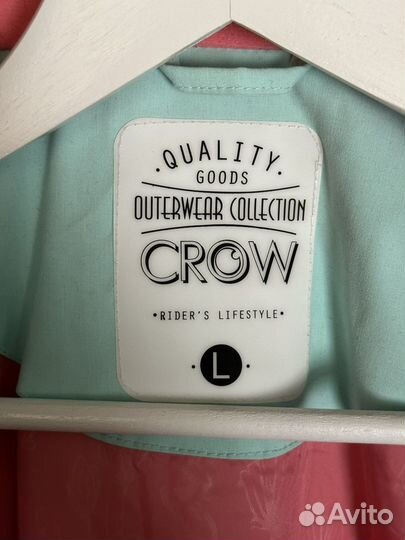 ·QUALITY·
GOODS
OUTERWEAR COLLECTION
CROW
•RIDER'S LIFESTYLE•
·L·
Avito